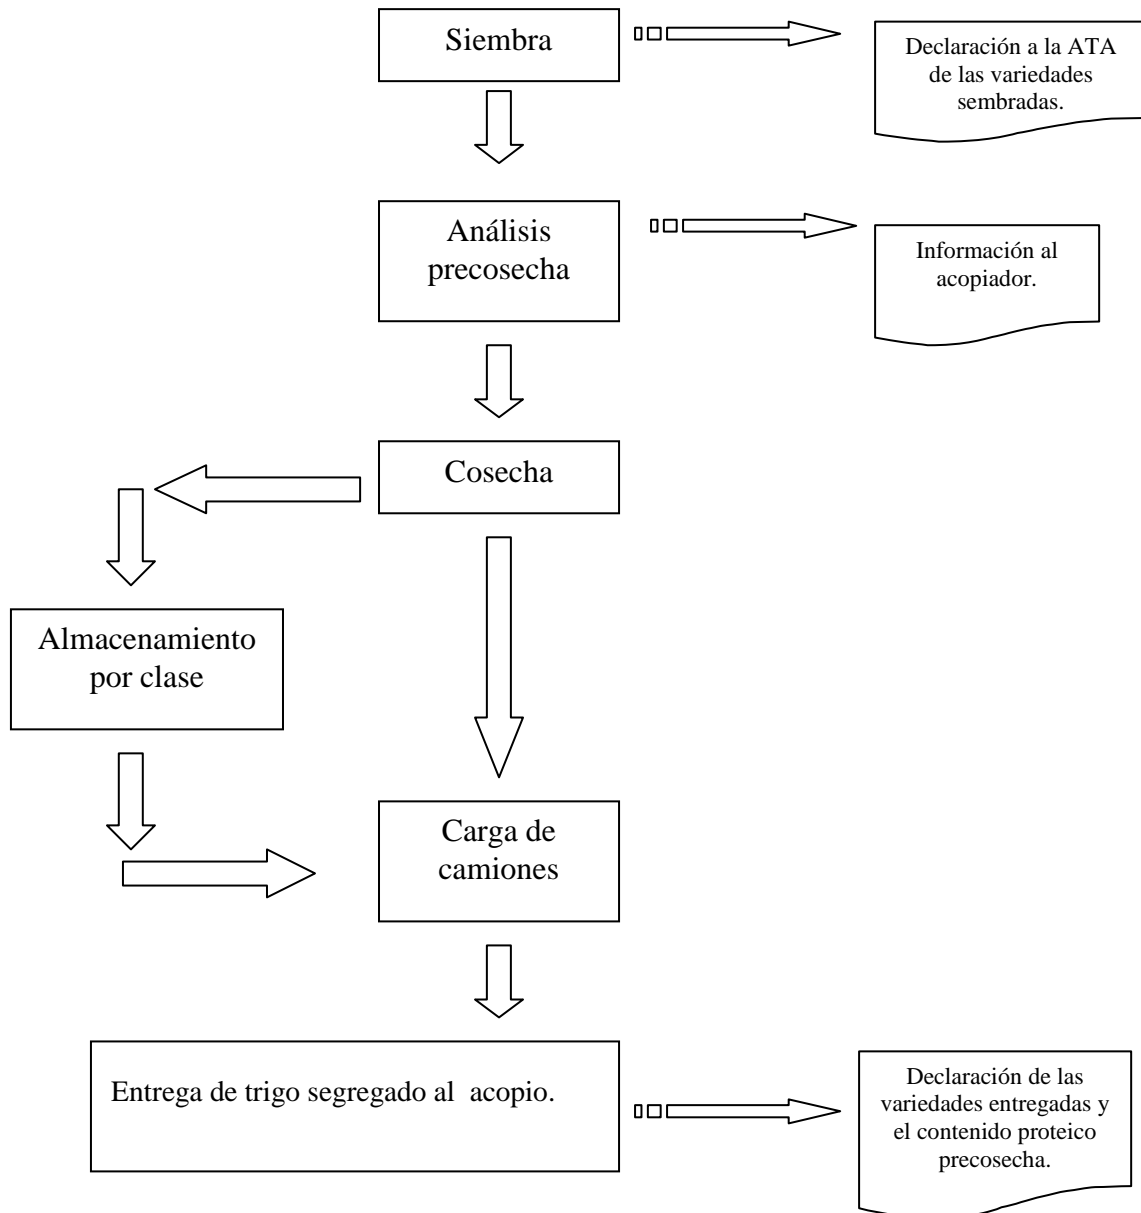 Siembra
Declaración a la ATA
de las variedades
sembradas.
Análisis
precosecha
Información al
acopiador.
Cosecha
Almacenamiento
por clase
Carga de
camiones
Entrega de trigo segregado al  acopio.
Declaración de las
variedades entregadas y
el contenido proteico
precosecha.